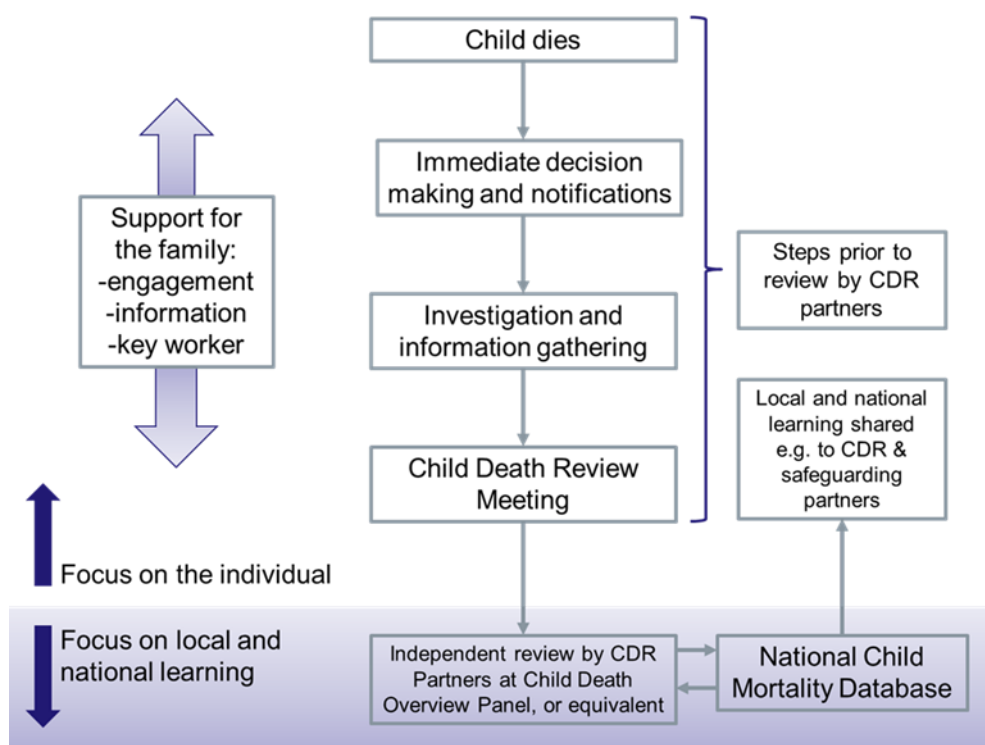 Child dies
Immediate decision
making and notifications
Support for
the family:
-engagement
-information
-key worker
Steps prior to
review by CDR
partners
Investigation and
information gathering
Local and national
learning shared
e.g. to CDR &
safeguarding
partners
Child Death Review
Meeting
Focus on the individual
Focus on local and
national learning
Independent review by CDR
Partners at Child Death
Overview Panel, or equivalent
National Child
Mortality Database